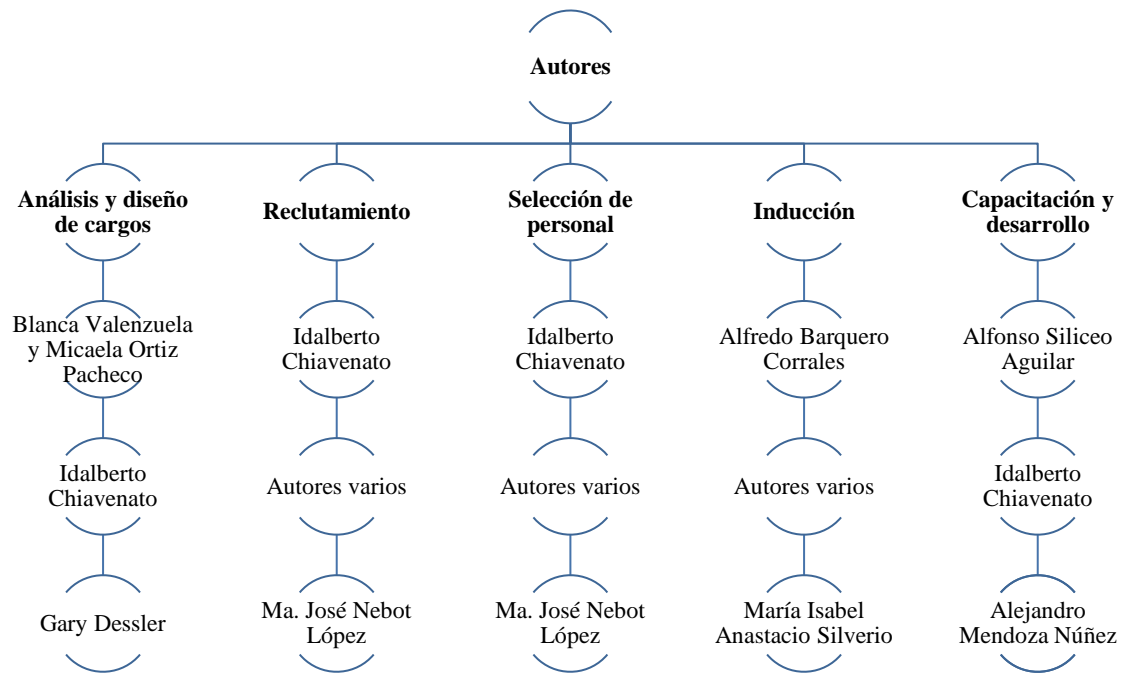 Autores
Análisis y diseño
de cargos
Reclutamiento
Selección de
personal
Inducción
Capacitación y
desarrollo
Blanca Valenzuela
y Micaela Ortiz
Pacheco
Idalberto
Chiavenato
Idalberto
Chiavenato
Alfredo Barquero
Corrales
Alfonso Siliceo
Aguilar
Idalberto
Chiavenato
Autores varios
Autores varios
Autores varios
Idalberto
Chiavenato
Gary Dessler
Ma. José Nebot
López
Ma. José Nebot
López
María Isabel
Anastacio Silverio
Alejandro
Mendoza Núñez